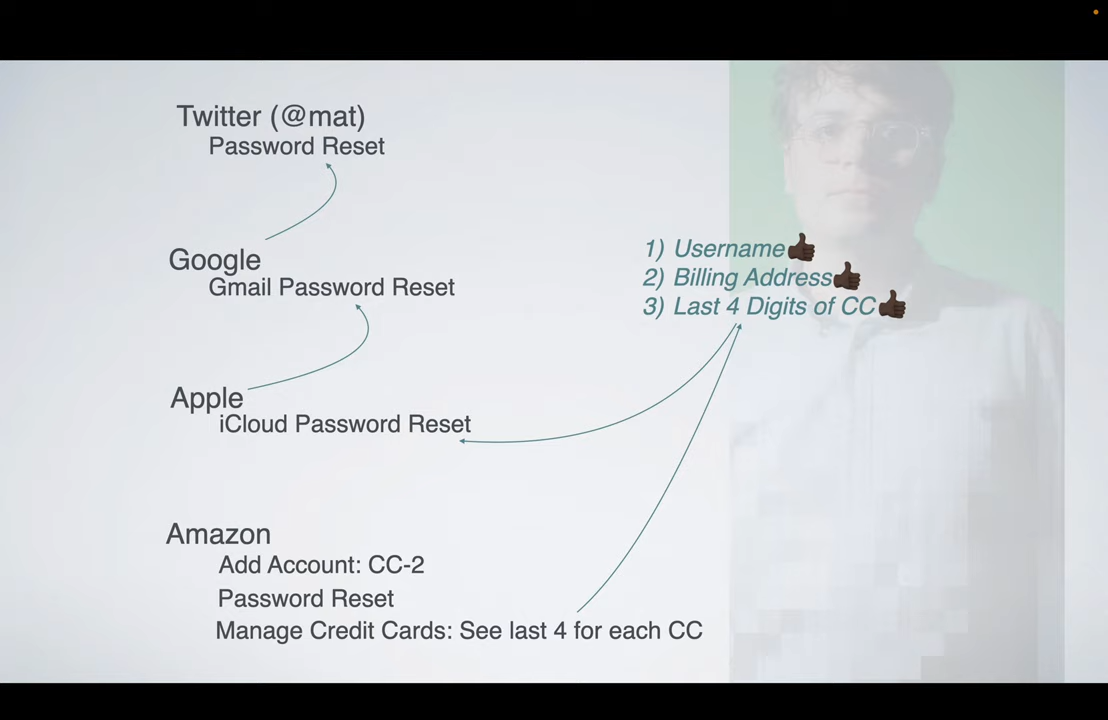 Twitter (@mat)
Password Reset
Google
Gmail Password Reset
1) Username👍🏿
2) Billing Address👍🏿
3) Last 4 Digits of CC👍🏿
Apple
iCloud Password Reset
Amazon
Add Account: CC-2
Password Reset
Manage Credit Cards: See last 4 for each CC